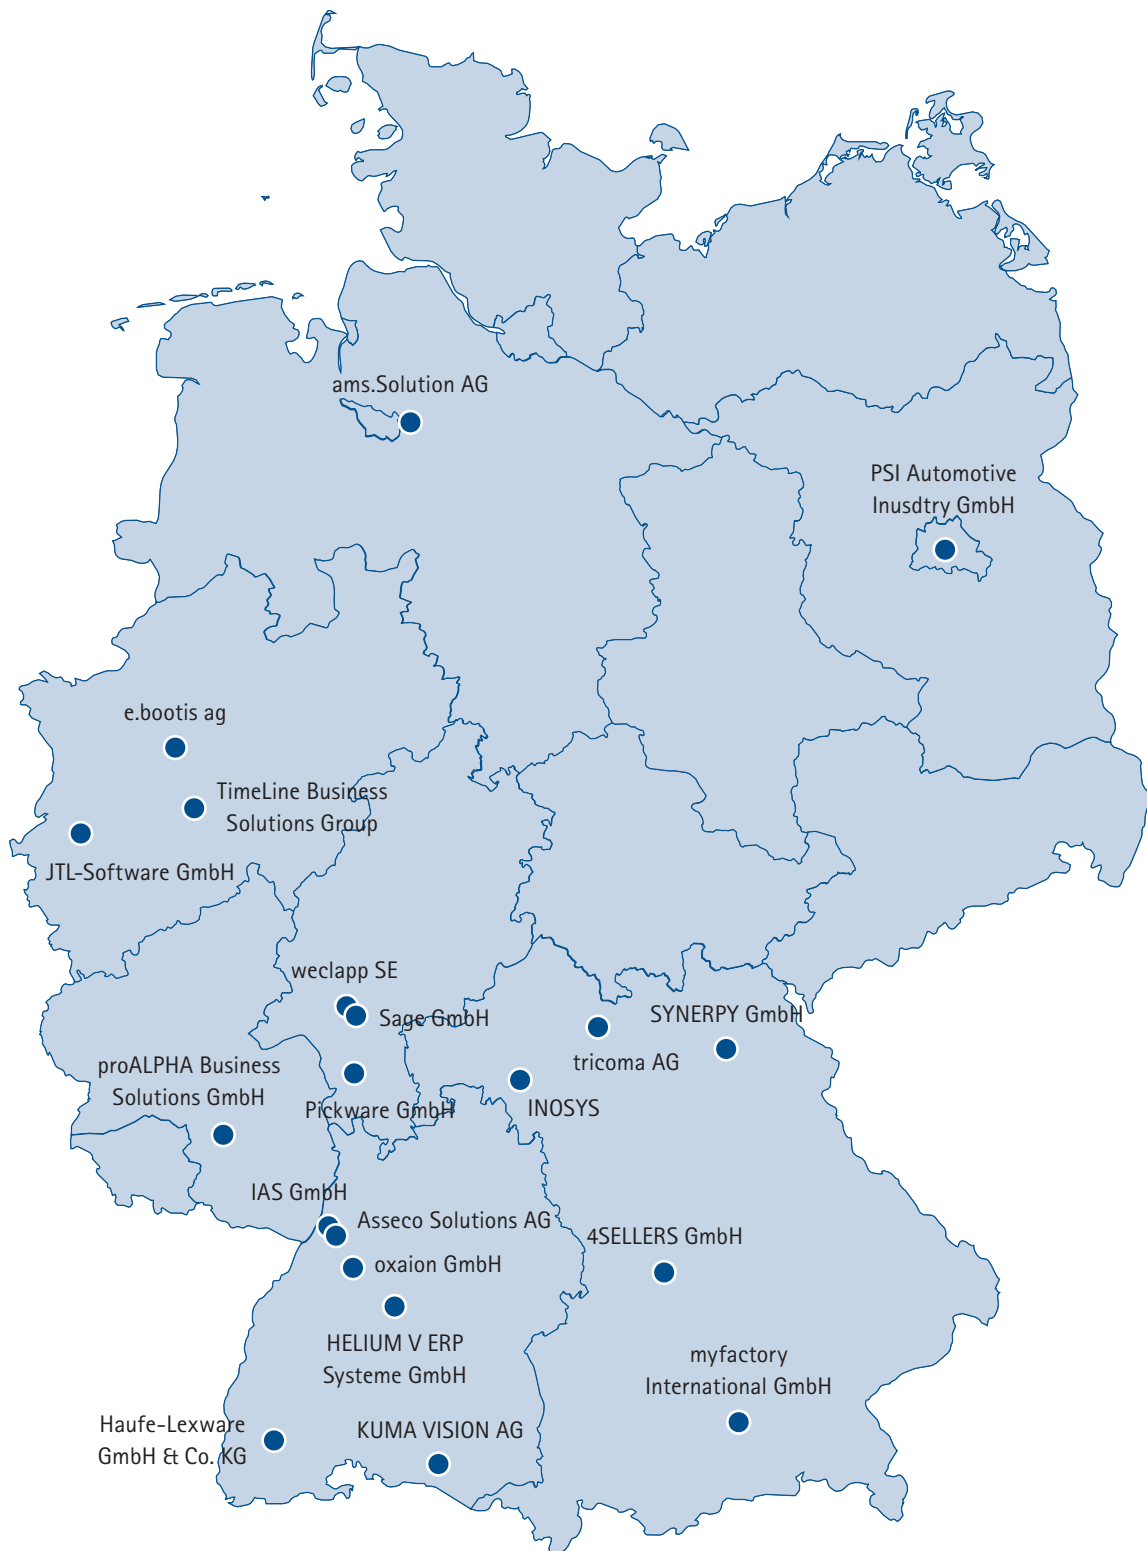 ams.Solution AG
PSI Automotive
Inusdtry GmbH
e.bootis ag
TimeLine Business
Solutions Group
JTL-Software GmbH
weclapp SE
Sage GmbH
SYNERPY GmbH
tricoma AG
proALPHA Business
Solutions GmbH
Pickware GmbH
INOSYS
IAS GmbH
Asseco Solutions AG
4SELLERS GmbH
oxaion GmbH
HELIUM V ERP
Systeme GmbH
myfactory
International GmbH
Haufe-Lexware
GmbH & Co. KG
KUMA VISION AG